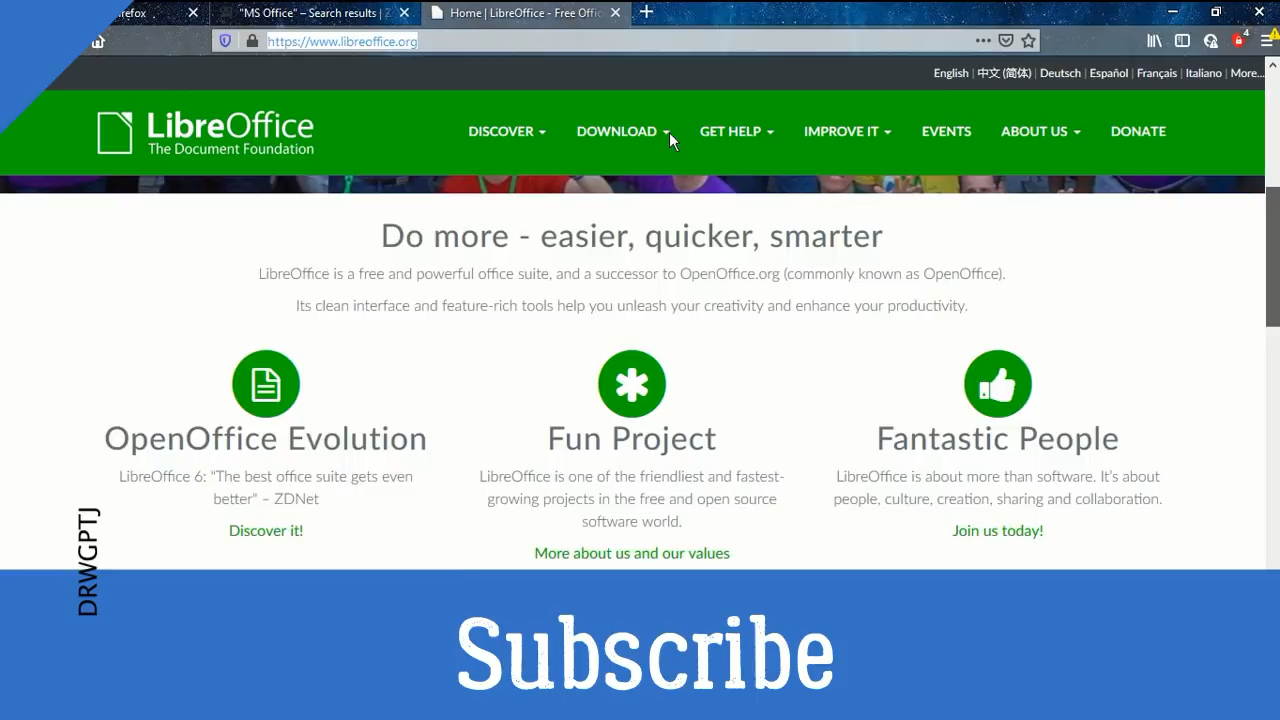 refox
"MS Office" – Search results | Z
Home | LibreOffice - Free Offic
https://www.libreoffice.org
4
English | 中文 (简体) | Deutsch | Español | Français | Italiano | More...
LibreOffice
The Document Foundation
DISCOVER
DOWNLOAD
GET HELP
IMPROVE IT
EVENTS
ABOUT US
DONATE
Do more - easier, quicker, smarter
LibreOffice is a free and powerful office suite, and a successor to OpenOffice.org (commonly known as OpenOffice).
Its clean interface and feature-rich tools help you unleash your creativity and enhance your productivity.
OpenOffice Evolution
LibreOffice 6: "The best office suite gets even
better" – ZDNet
Discover it!
Fun Project
LibreOffice is one of the friendliest and fastest-
growing projects in the free and open source
software world.
More about us and our values
Fantastic People
LibreOffice is about more than software. It's about
people, culture, creation, sharing and collaboration.
Join us today!
DRWGPTJ
Subscribe